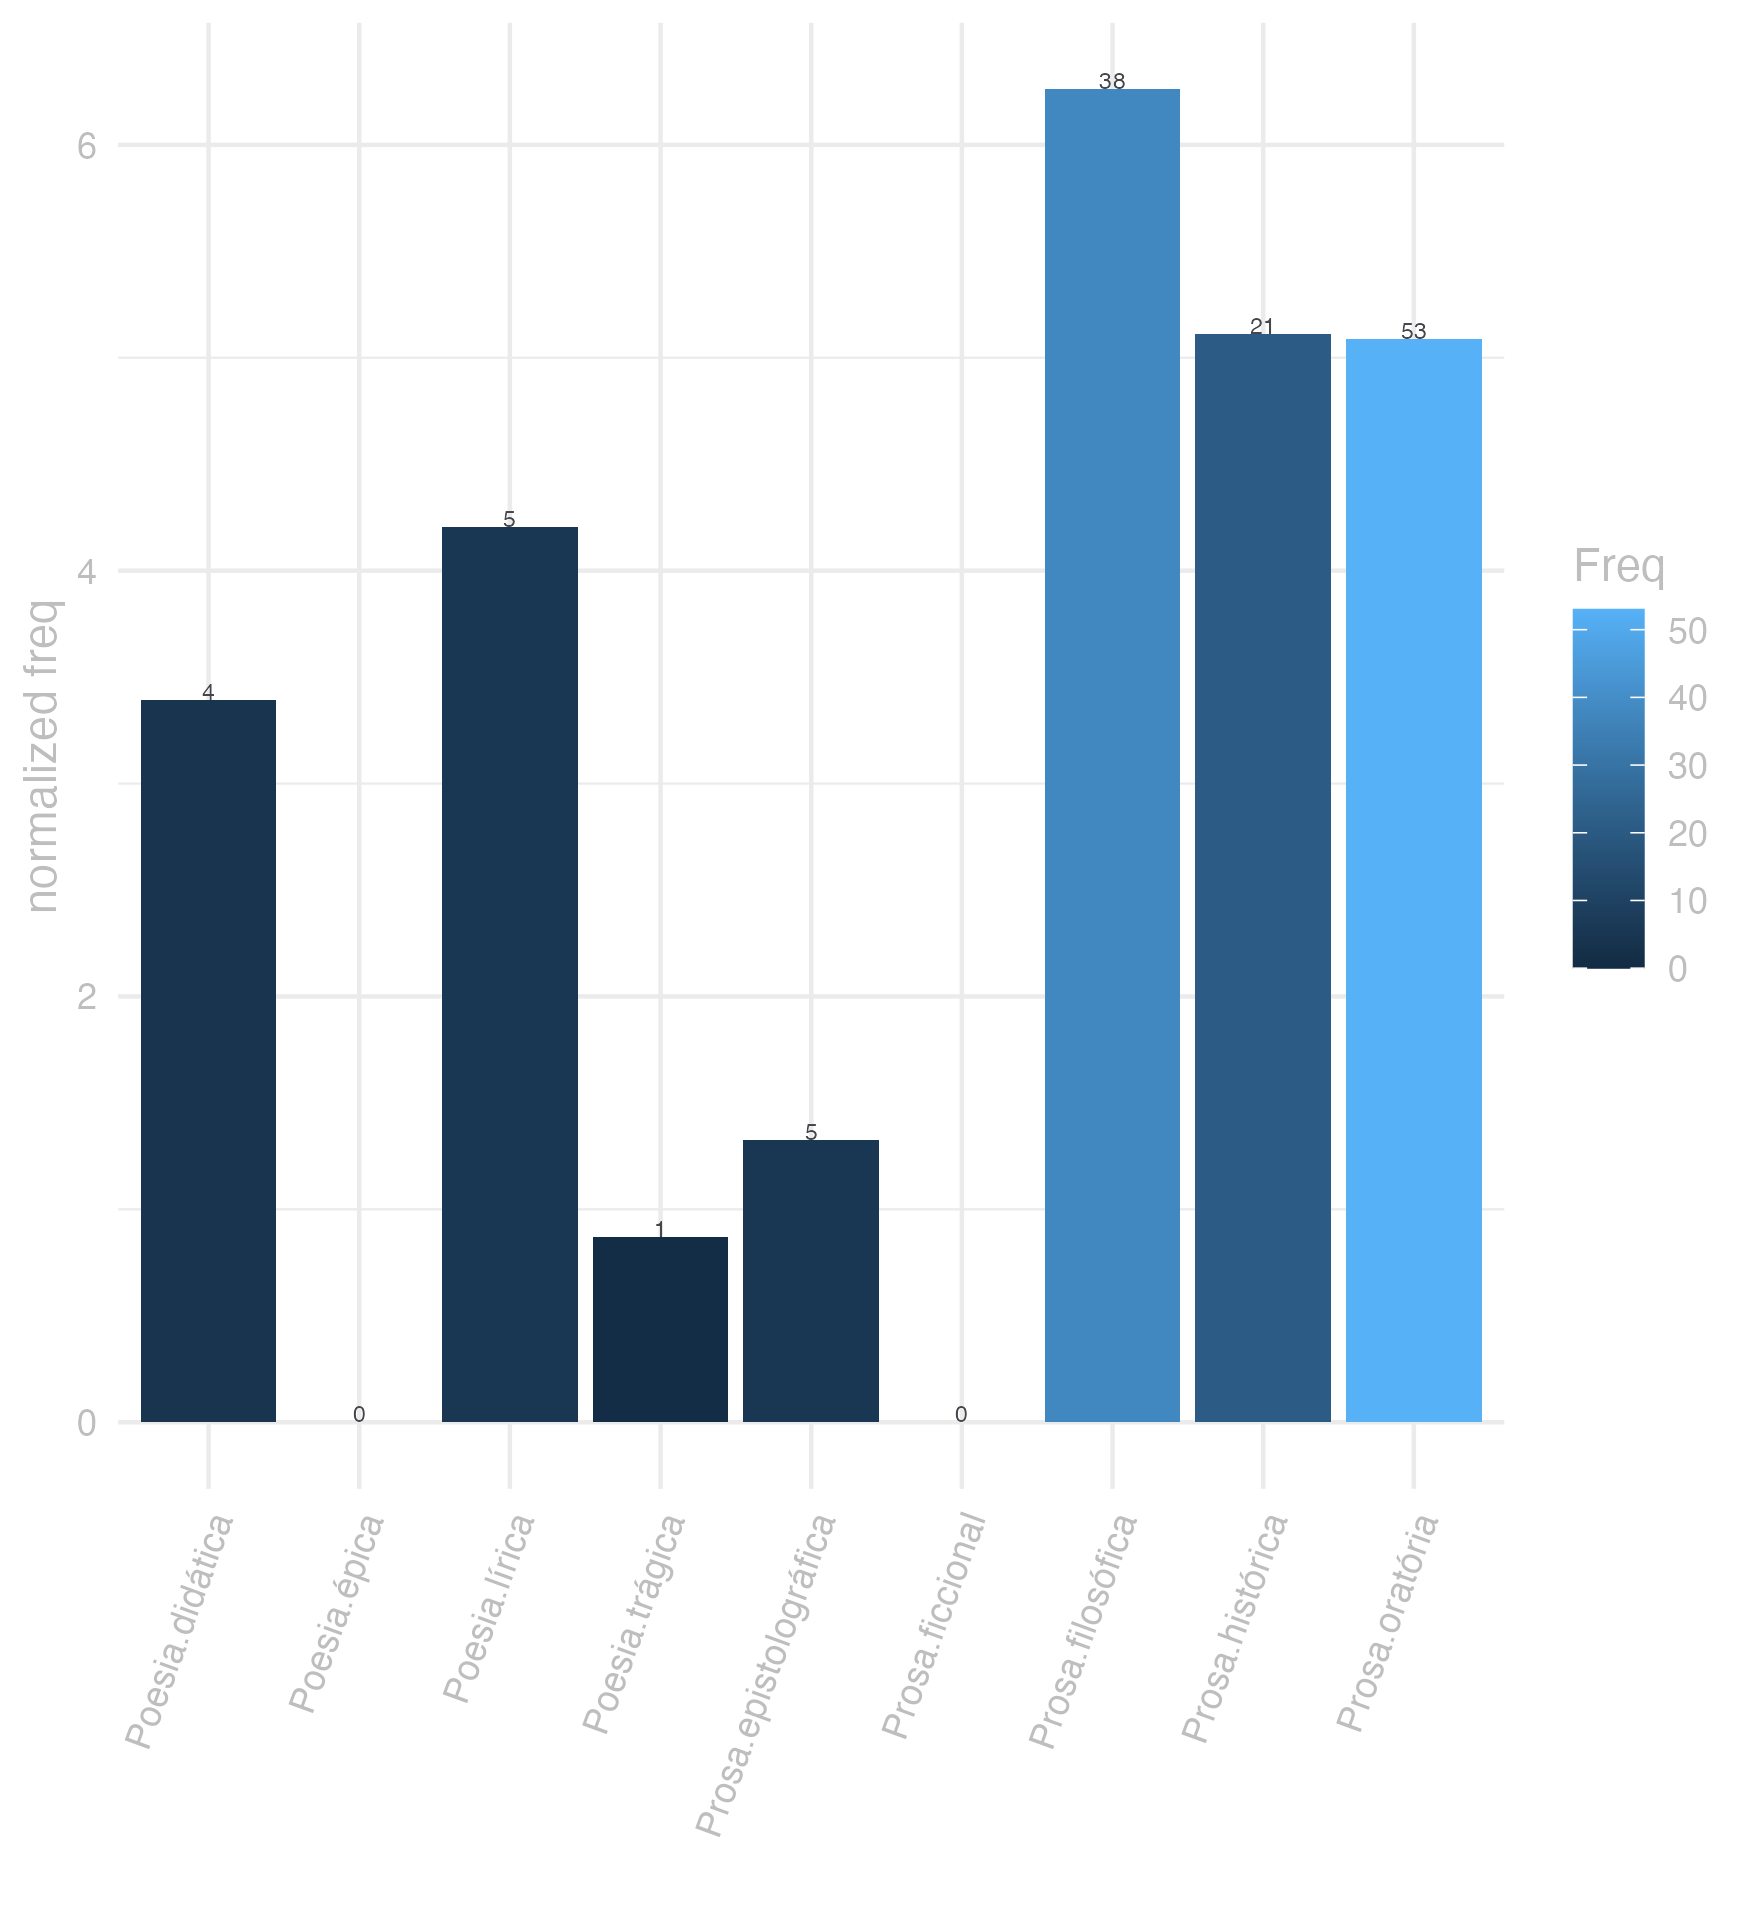 normalized freq
6
4
2
0
4
0
5
1
5
0
38
21
53
Poesia.didática
Poesia.épica
Poesia.lírica
Poesia.trágica
Prosa.epistolográfica
Prosa.ficcional
Prosa.filosófica
Prosa.histórica
Prosa.oratória
Freq
50
40
30
20
10
0